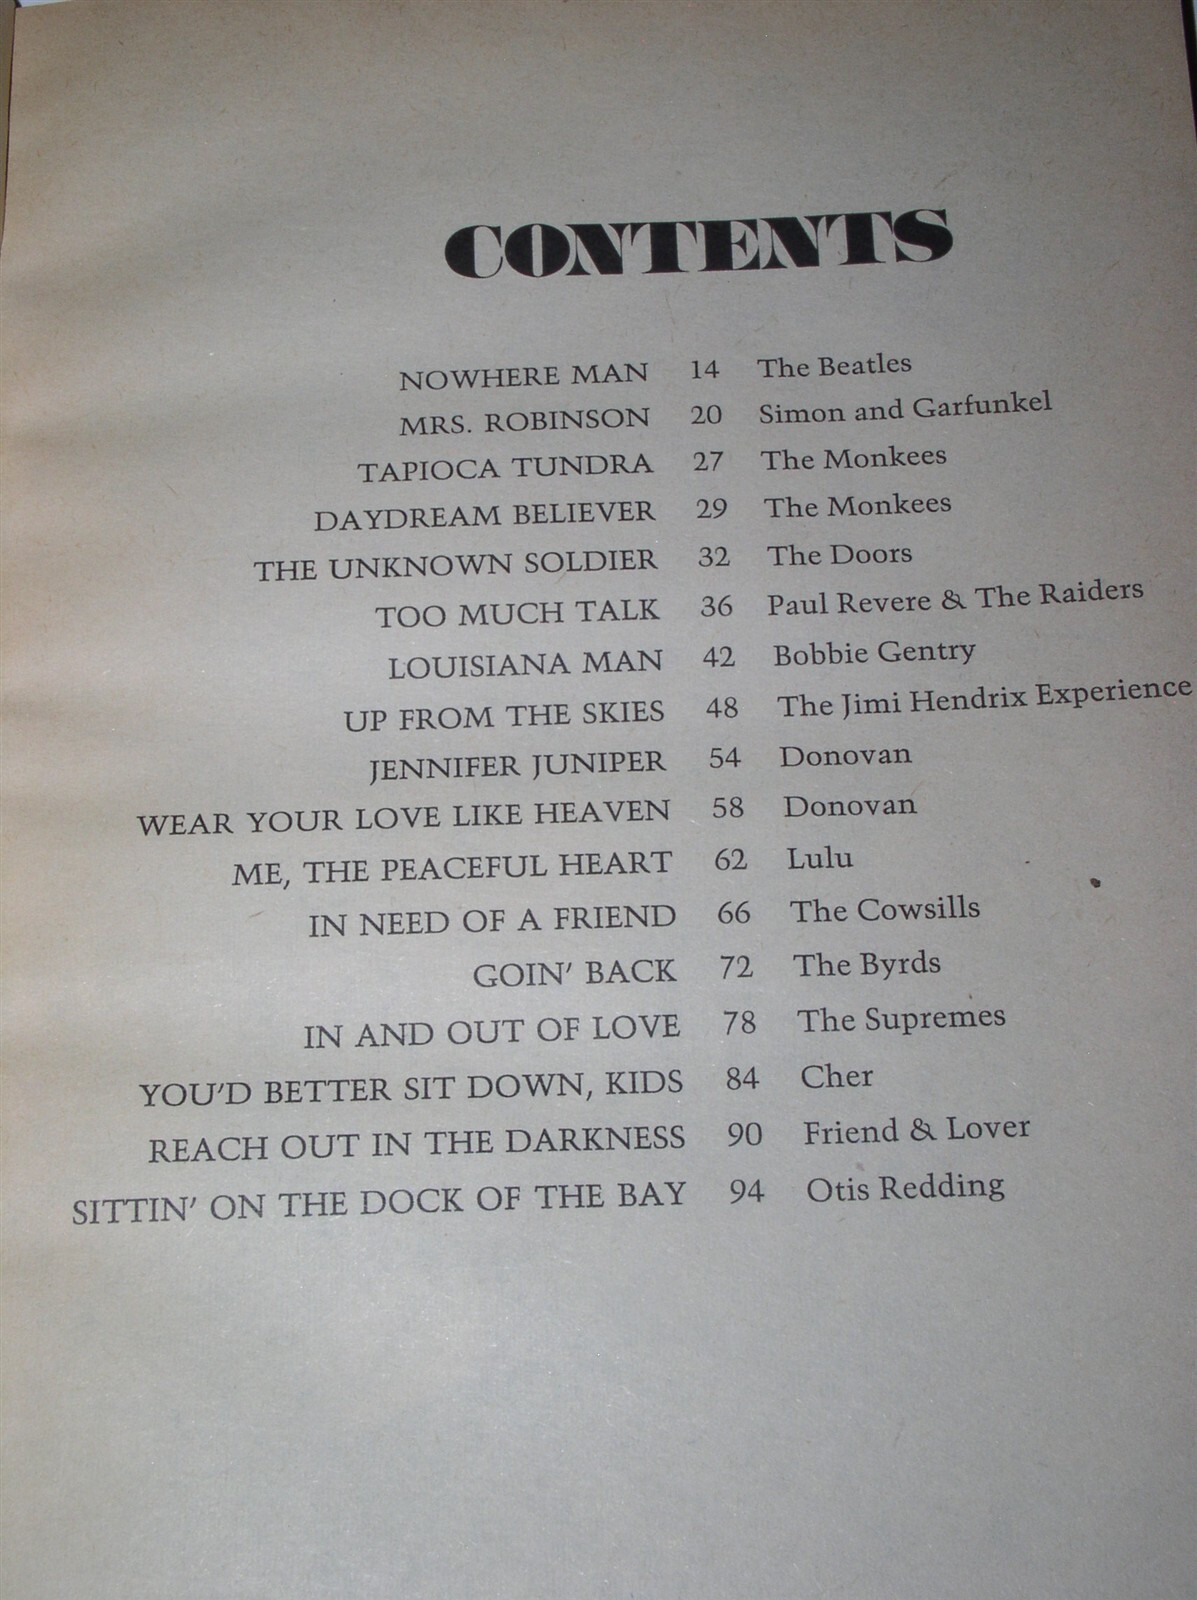 CONTENTS
NOWHERE MAN 14 The Beatles
MRS. ROBINSON 20 Simon and Garfunkel
TAPIOCA TUNDRA 27 The Monkees
DAYDREAM BELIEVER 29 The Monkees
THE UNKNOWN SOLDIER 32 The Doors
TOO MUCH TALK 36 Paul Revere & The Raiders
LOUISIANA MAN 42 Bobbie Gentry
UP FROM THE SKIES 48 The Jimi Hendrix Experience
JENNIFER JUNIPER 54 Donovan
WEAR YOUR LOVE LIKE HEAVEN 58 Donovan
ME, THE PEACEFUL HEART 62 Lulu
IN NEED OF A FRIEND 66 The Cowsills
GOIN' BACK 72 The Byrds
IN AND OUT OF LOVE 78 The Supremes
YOU'D BETTER SIT DOWN, KIDS 84 Cher
REACH OUT IN THE DARKNESS 90 Friend & Lover
SITTIN' ON THE DOCK OF THE BAY 94 Otis Redding